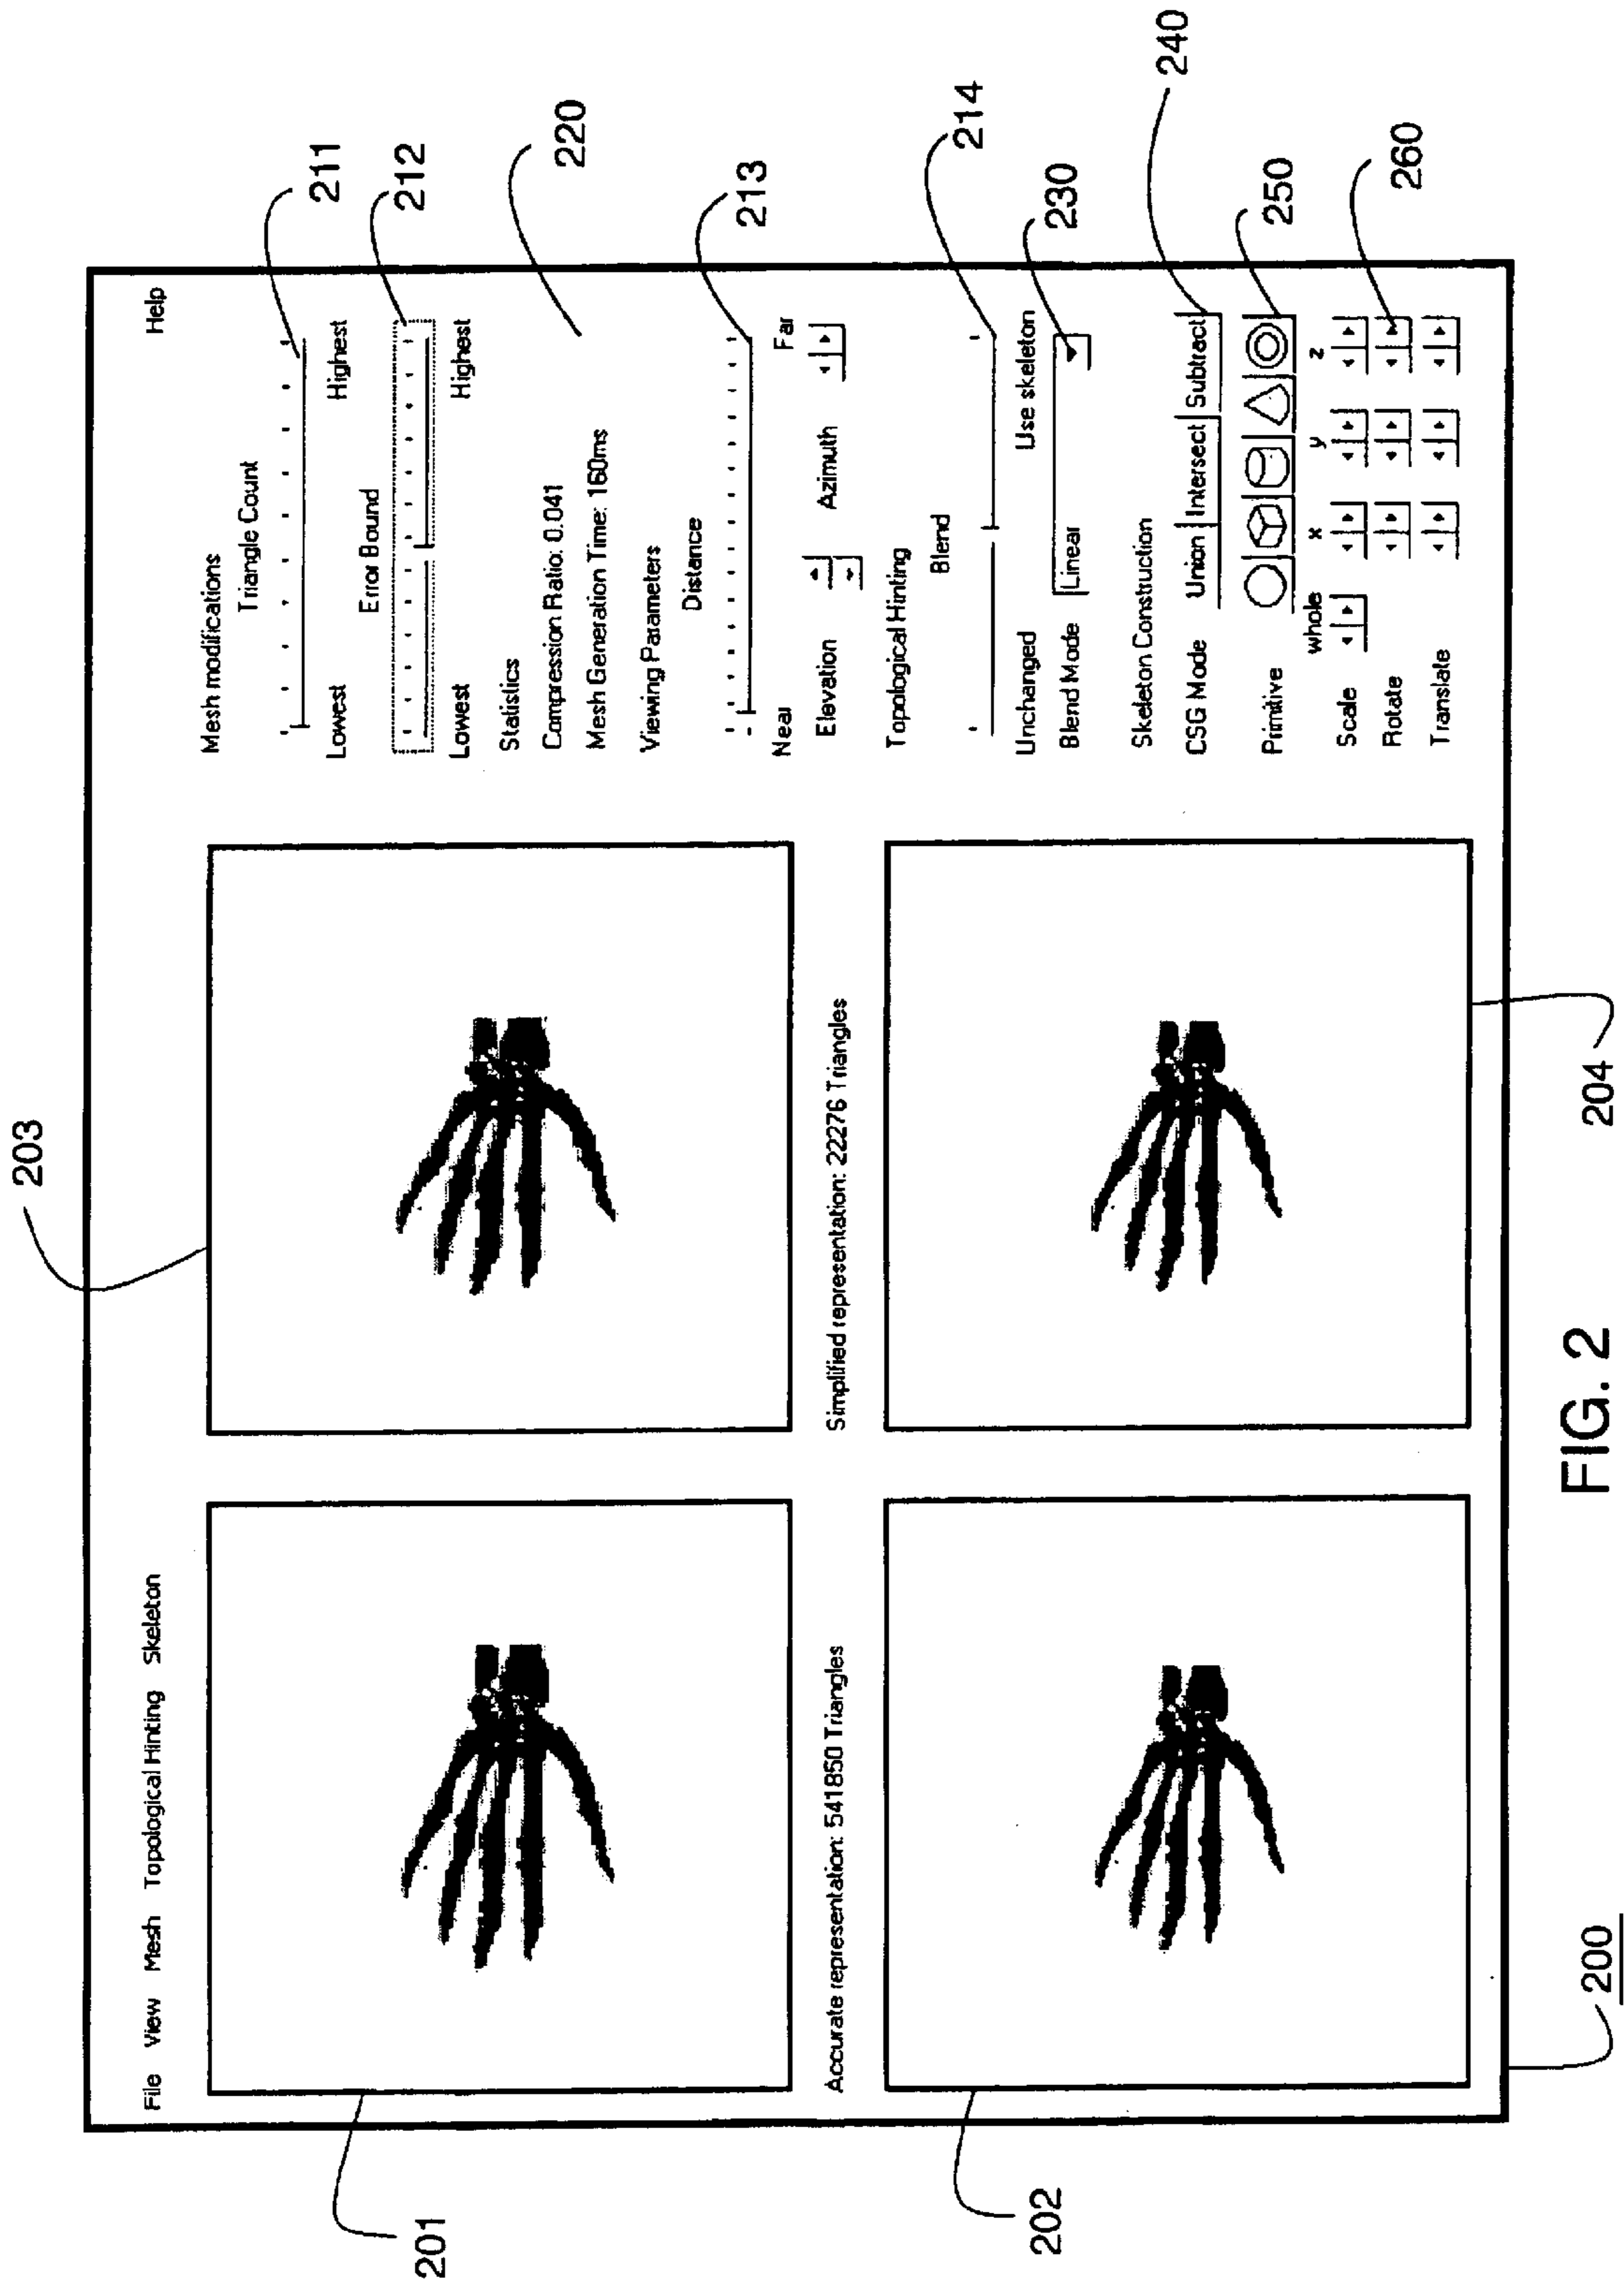 File View Mesh Topological Hinting Skeleton Help
203
201
202
Accurate representation: 541850 Triangles
Simplified representation: 22276 Triangles
204
200
Mesh modifications
Triangle Count
Lowest Highest
211
Error Bound
Lowest Highest
212
Statistics
Compression Ratio: 0.041
Mesh Generation Time: 160ms
220
Viewing Parameters
Distance
Near Far
213
Elevation Azimuth
Topological Hinting
Blend
214
Unchanged Use skeleton
Blend Mode Linear
230
Skeleton Construction
CSG Mode Union Intersect Subtract
240
Primitive
250
whole x y z
Scale
Rotate
260
Translate
FIG. 2